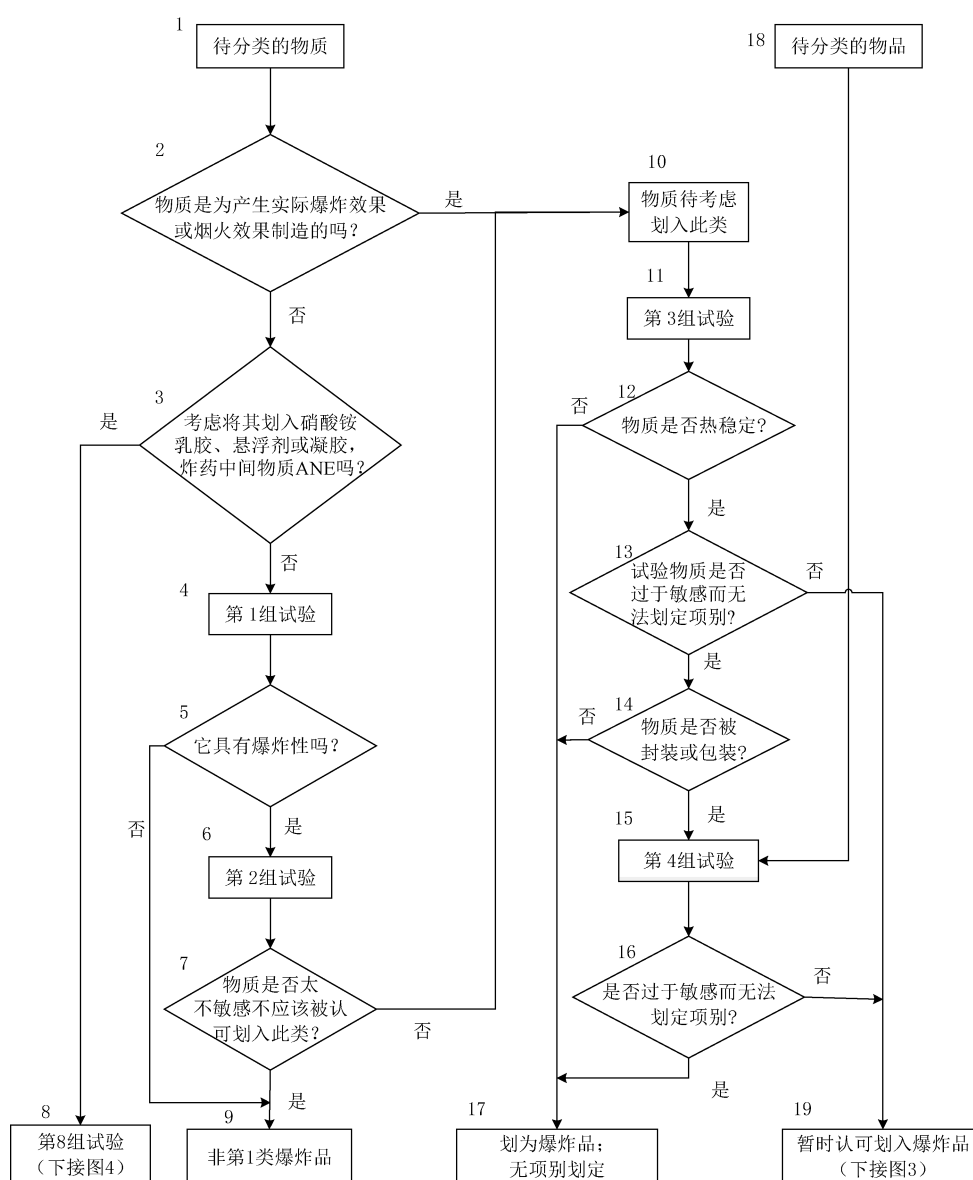 1
待分类的物质
18
待分类的物品
2
物质是为产生实际爆炸效果
或烟火效果制造的吗?
是
否
10
物质待考虑
划入此类
11
第 3组试验
3
考虑将其划入硝酸铵
乳胶、悬浮剂或凝胶,
炸药中间物质ANE吗?
是
否
12
物质是否热稳定?
否
是
4
第 1组试验
13
试验物质是否
过于敏感而无
法划定项别?
否
是
5
它具有爆炸性吗?
否
是
14
物质是否被
封装或包装?
否
是
6
第 2组试验
15
第 4组试验
7
物质是否太
不敏感不应该被认
可划入此类?
否
是
16
是否过于敏感而无法
划定项别?
否
是
8
第8组试验
(下接图4)
9
非第1类爆炸品
17
划为爆炸品;
无项别划定
19
暂时认可划入爆炸品
(下接图3)